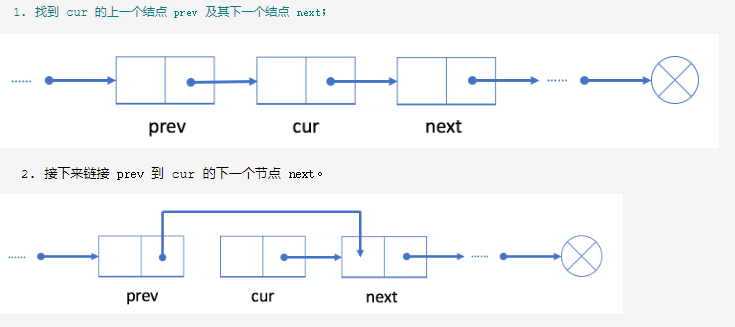 1. 找到 cur 的上一个结点 prev 及其下一个结点 next；
...... ......
prev cur next
2. 接下来链接 prev 到 cur 的下一个节点 next。
...... ......
prev cur next